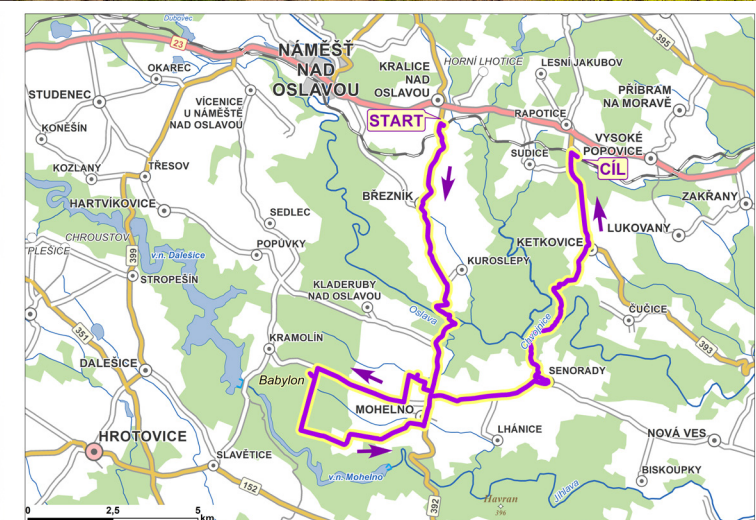 Dubovec
23
395
NÁMĚŠŤ
NAD
OSLAVOU
KRALICE
NAD
OSLAVOU
HORNÍ LHOTICE
LESNÍ JAKUBOV
OKAREC
STUDENEC
VÍCENICE
U NÁMĚŠTĚ
NAD OSLAVOU
PŘÍBRAM
NA MORAVĚ
KONĚŠÍN
START
RAPOTICE
VYSOKÉ
POPOVICE
SUDICE
CÍL
KOZLANY
TŘESOV
HARTVÍKOVICE
BŘEZNÍK
ZAKŘANY
SEDLEC
LUKOVANY
KETKOVICE
CHROUSTOV
PLEŠICE
v.n. Dalešice
399
POPŮVKY
KUROSLEPY
STROPEŠÍN
KLADERUBY
NAD OSLAVOU
Oslava
Chvojnice
ČUČICE
351
393
KRAMOLÍN
DALEŠICE
Babylon
SENORADY
MOHELNO
HROTOVICE
LHÁNICE
NOVÁ VES
SLAVĚTICE
BISKOUPKY
152
v.n. Mohelno
Jihlava
392
Havran
396
0 2,5 5
km